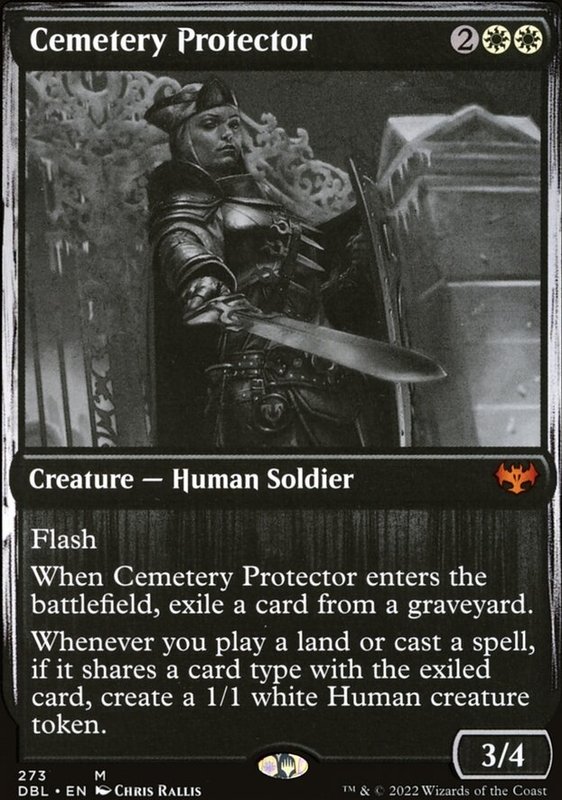 Cemetery Protector 2
Creature — Human Soldier
Flash
When Cemetery Protector enters the
battlefield, exile a card from a graveyard.
Whenever you play a land or cast a spell,
if it shares a card type with the exiled
card, create a 1/1 white Human creature
token.
3/4
273 M
DBL • EN Chris Rallis
™ & © 2022 Wizards of the Coast